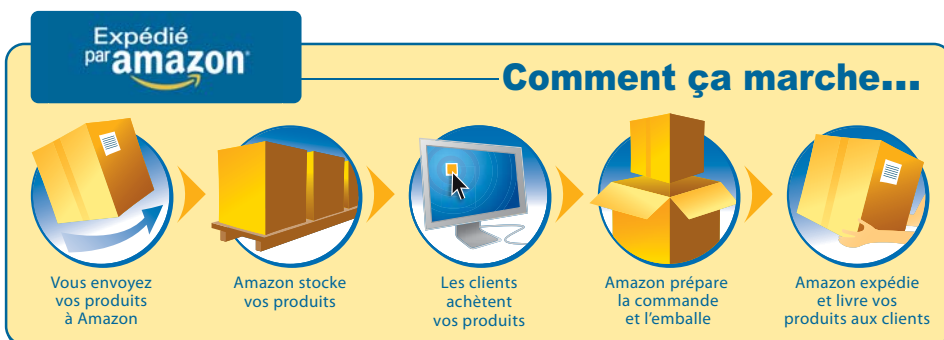 Expédié
par amazon
Comment ça marche...
Vous envoyez
vos produits
à Amazon
Amazon stocke
vos produits
Les clients
achètent
vos produits
Amazon prépare
la commande
et l’emballe
Amazon expédie
et livre vos
produits aux clients